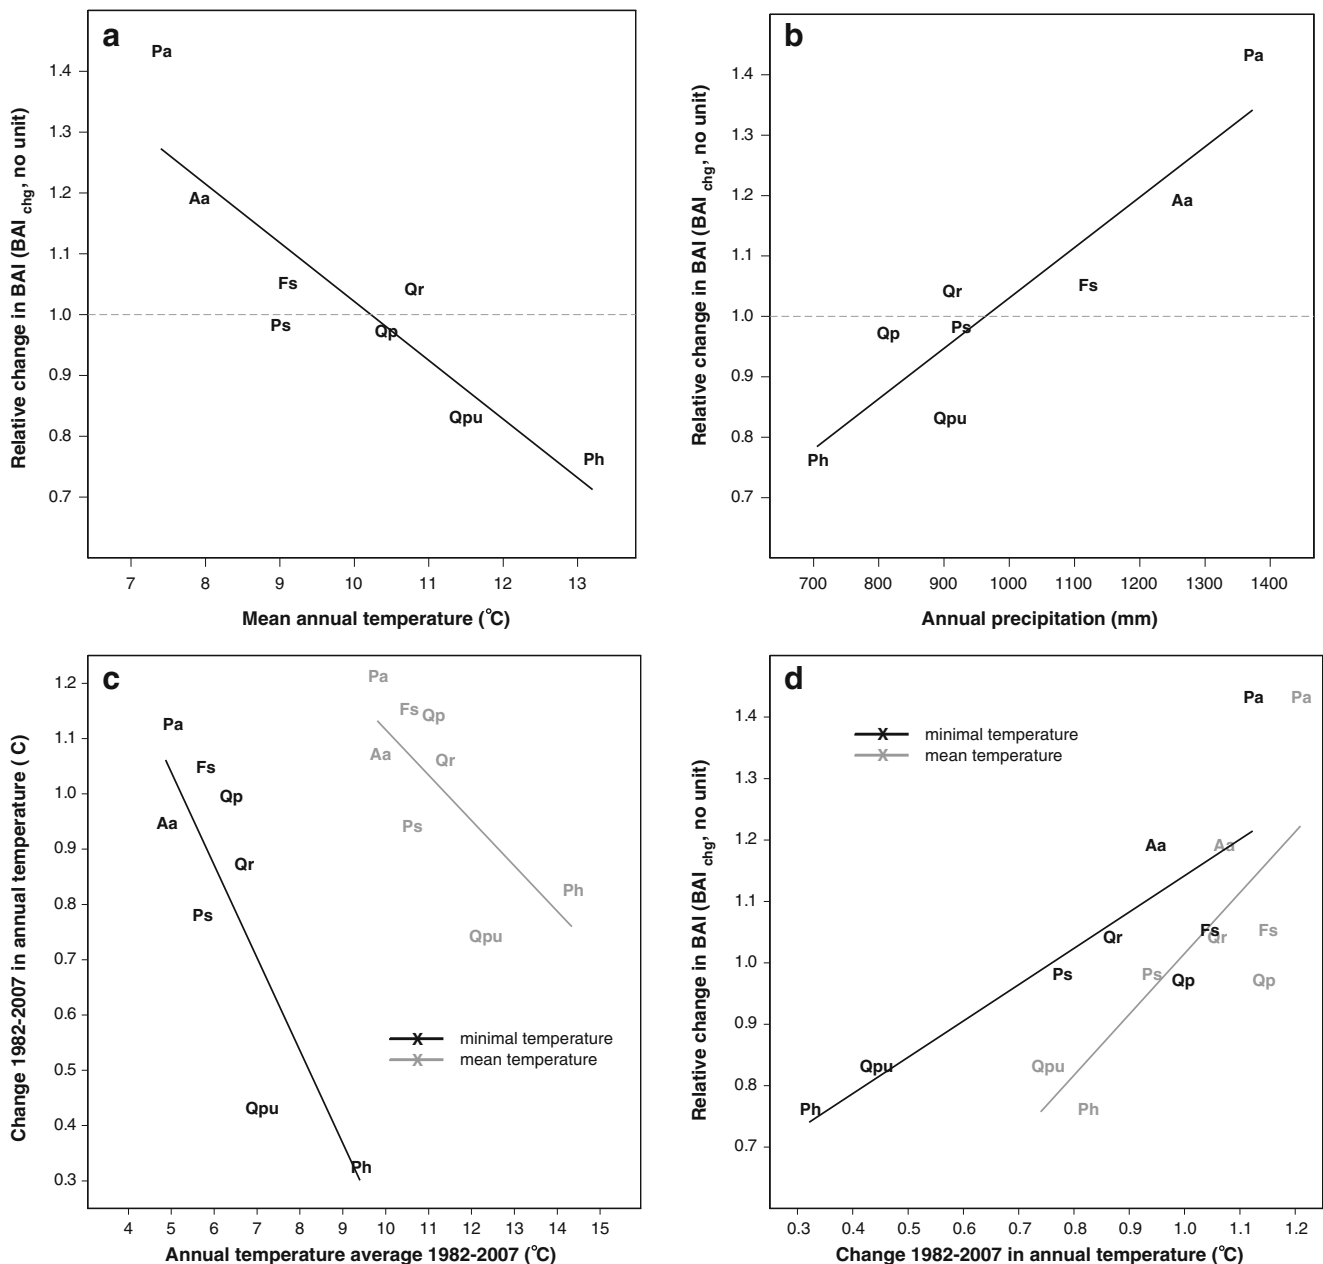 a
Pa
Aa
Fs
Ps
Qr
Qp
Qpu
Ph
1.4
1.3
1.2
1.1
1.0
0.9
0.8
0.7
Relative change in BAI (BAI chg, no unit)
7 8 9 10 11 12 13
Mean annual temperature (°C)
b
Pa
Aa
Fs
Qr
Ps
Qp
Qpu
Ph
1.4
1.3
1.2
1.1
1.0
0.9
0.8
0.7
Relative change in BAI (BAI chg, no unit)
700 800 900 1000 1100 1200 1300 1400
Annual precipitation (mm)
c
Pa
Fs Qp
Aa
Qr
Ps
Ph
Qpu
Pa
Fs
Qp
Aa
Qr
Ps
Qpu
Ph
X minimal temperature
X mean temperature
1.2
1.1
1.0
0.9
0.8
0.7
0.6
0.5
0.4
0.3
Change 1982-2007 in annual temperature ( C)
4 5 6 7 8 9 10 11 12 13 14 15
Annual temperature average 1982-2007 (°C)
d
Pa Pa
X minimal temperature
X mean temperature
Aa Aa
Fs Fs
Qr Qr
Ps Ps
Qp Qp
Qpu Qpu
Ph Ph
1.4
1.3
1.2
1.1
1.0
0.9
0.8
0.7
Relative change in BAI (BAI chg, no unit)
0.3 0.4 0.5 0.6 0.7 0.8 0.9 1.0 1.1 1.2
Change 1982-2007 in annual temperature (°C)